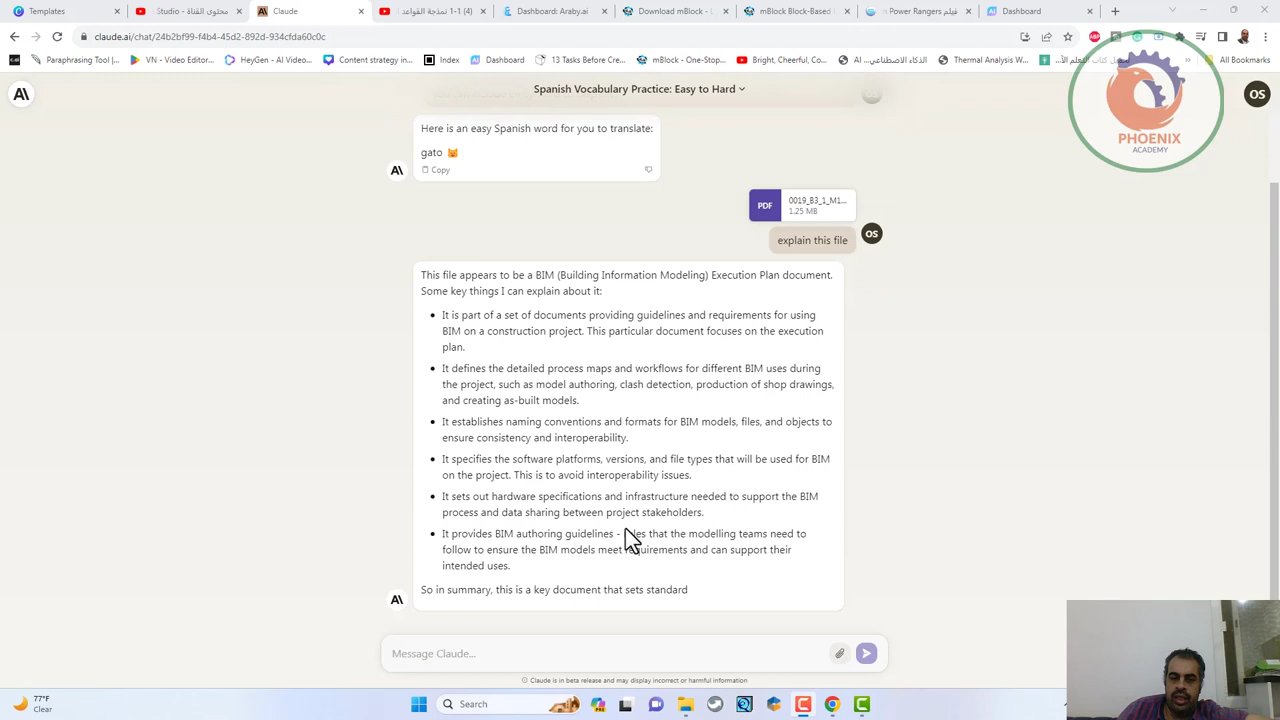 Templates
محتوى القناة - Studio
Claude
1-1 نمذجة القواعد
Dashboard: Araby.ai
Download mBlock -
mBlock Block-Based
فيلم Power Rangers
Dashboard
claude.ai/chat/24b2bf99-f4b4-45d2-892d-934cfda60c0c
Paraphrasing Tool |
VN - Video Editor
HeyGen - AI Video
Content strategy in...
Index
Dashboard
13 Tasks Before Cre...
mBlock - One-Stop...
Bright, Cheerful, Co...
الذكاء الاصطناعي... AI
Thermal Analysis W...
All Bookmarks
Spanish Vocabulary Practice: Easy to Hard
OS
PHOENIX
ACADEMY
Here is an easy Spanish word for you to translate:
gato 🐱
Copy
PDF
0019_B3_1_M1...
1.25 MB
explain this file
OS
This file appears to be a BIM (Building Information Modeling) Execution Plan document.
Some key things I can explain about it:
• It is part of a set of documents providing guidelines and requirements for using
BIM on a construction project. This particular document focuses on the execution
plan.
• It defines the detailed process maps and workflows for different BIM uses during
the project, such as model authoring, clash detection, production of shop drawings,
and creating as-built models.
• It establishes naming conventions and formats for BIM models, files, and objects to
ensure consistency and interoperability.
• It specifies the software platforms, versions, and file types that will be used for BIM
on the project. This is to avoid interoperability issues.
• It sets out hardware specifications and infrastructure needed to support the BIM
process and data sharing between project stakeholders.
• It provides BIM authoring guidelines - that the modelling teams need to
follow to ensure the BIM models meet requirements and can support their
intended uses.
So in summary, this is a key document that sets standard
Message Claude...
Claude is in beta release and may display incorrect or harmful information
77°F
Clear
Search